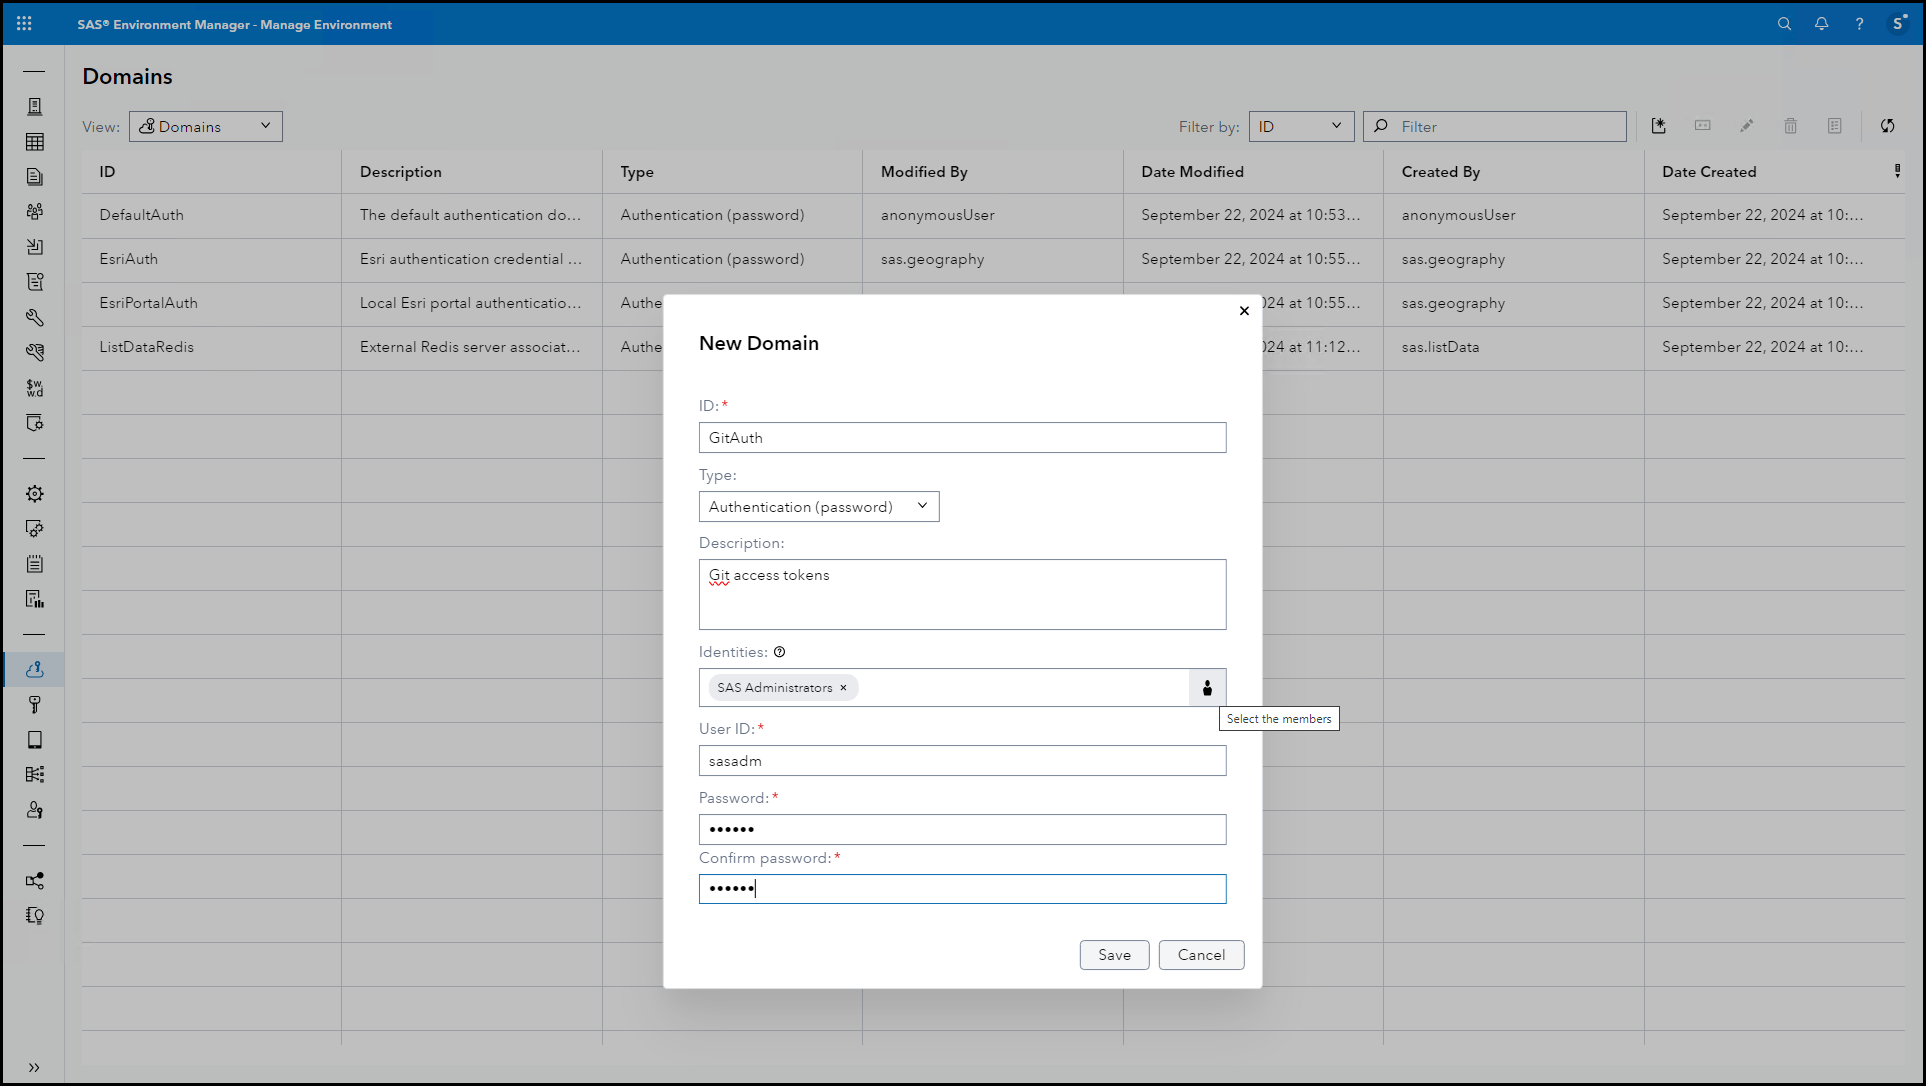 SAS® Environment Manager - Manage Environment
?
S
Domains
View:
Domains
Filter by:
ID
Filter
ID Description Type Modified By Date Modified Created By Date Created
DefaultAuth The default authentication do... Authentication (password) anonymousUser September 22, 2024 at 10:53... anonymousUser September 22, 2024 at 10:...
EsriAuth Esri authentication credential ... Authentication (password) sas.geography September 22, 2024 at 10:55... sas.geography September 22, 2024 at 10:...
EsriPortalAuth Local Esri portal authenticatio... Authe 024 at 10:55... sas.geography September 22, 2024 at 10:...
ListDataRedis External Redis server associat... Authe 024 at 11:12... sas.listData September 22, 2024 at 10:...
$w.
w.d
New Domain
ID:*
GitAuth
Type:
Authentication (password)
Description:
Git access tokens
Identities:
SAS Administrators
Select the members
User ID:*
sasadm
Password:*
••••••
Confirm password:*
••••••
Save
Cancel